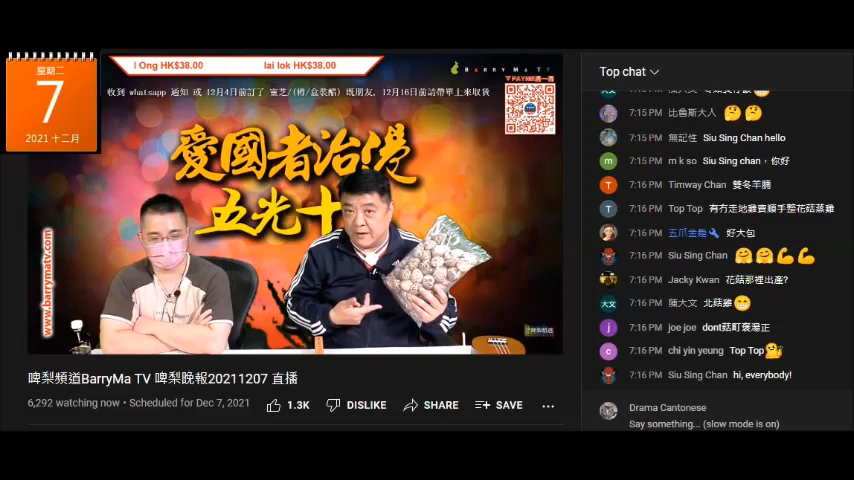 星期二
7
2021 十二月
l Ong HK$38.00
lai lok HK$38.00
BARRYMA TV
收到 whatsapp 通知 或 12月4日前訂了 靈芝/(樽/盒裝醋) 既朋友, 12月16日前請帶單上來取貨
愛國者治
五光十
www.barrymatv.com
啤梨頻道
啤梨頻道BarryMa TV 啤梨晚報20211207 直播
6,292 watching now • Scheduled for Dec 7, 2021
1.3K
DISLIKE
SHARE
SAVE
Top chat
7:15 PM 比魯斯大人
7:15 PM 無記性 Siu Sing Chan hello
7:15 PM m k so Siu Sing chan，你好
7:16 PM Timway Chan 雙冬羊腩
7:16 PM Top Top 有冇走地雞賣順手整花菇蒸雞
7:16 PM 五爪金龍 好大包
7:16 PM Siu Sing Chan
7:16 PM Jacky Kwan 花菇那裡出產?
大文 7:16 PM 陳大文 北菇雞
7:16 PM joe joe dont菇町褒湯正
7:16 PM chi yin yeung Top Top
7:16 PM Siu Sing Chan hi, everybody!
Drama Cantonese
Say something... (slow mode is on)